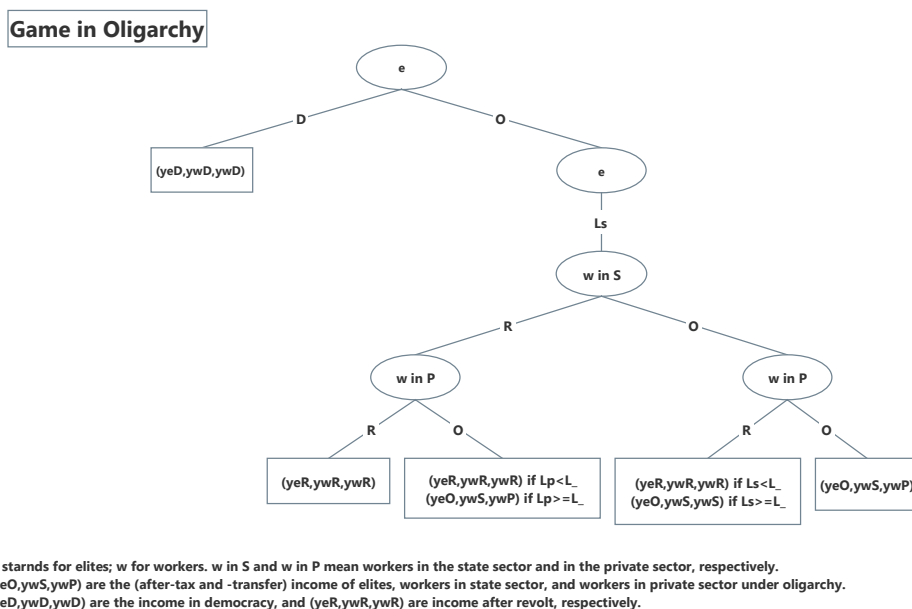 Game in Oligarchy
e
D
O
(yeD,ywD,ywD)
e
Ls
w in S
R
O
w in P
w in P
R
O
R
O
(yeR,ywR,ywR)
(yeR,ywR,ywR) if Lp<L_
(yeO,ywS,ywP) if Lp>=L_
(yeR,ywR,ywR) if Ls<L_
(yeO,ywS,ywS) if Ls>=L_
(yeO,ywS,ywP)
starnds for elites; w for workers. w in S and w in P mean workers in the state sector and in the private sector, respectively.
eO,ywS,ywP) are the (after-tax and -transfer) income of elites, workers in state sector, and workers in private sector under oligarchy.
eD,ywD,ywD) are the income in democracy, and (yeR,ywR,ywR) are income after revolt, respectively.